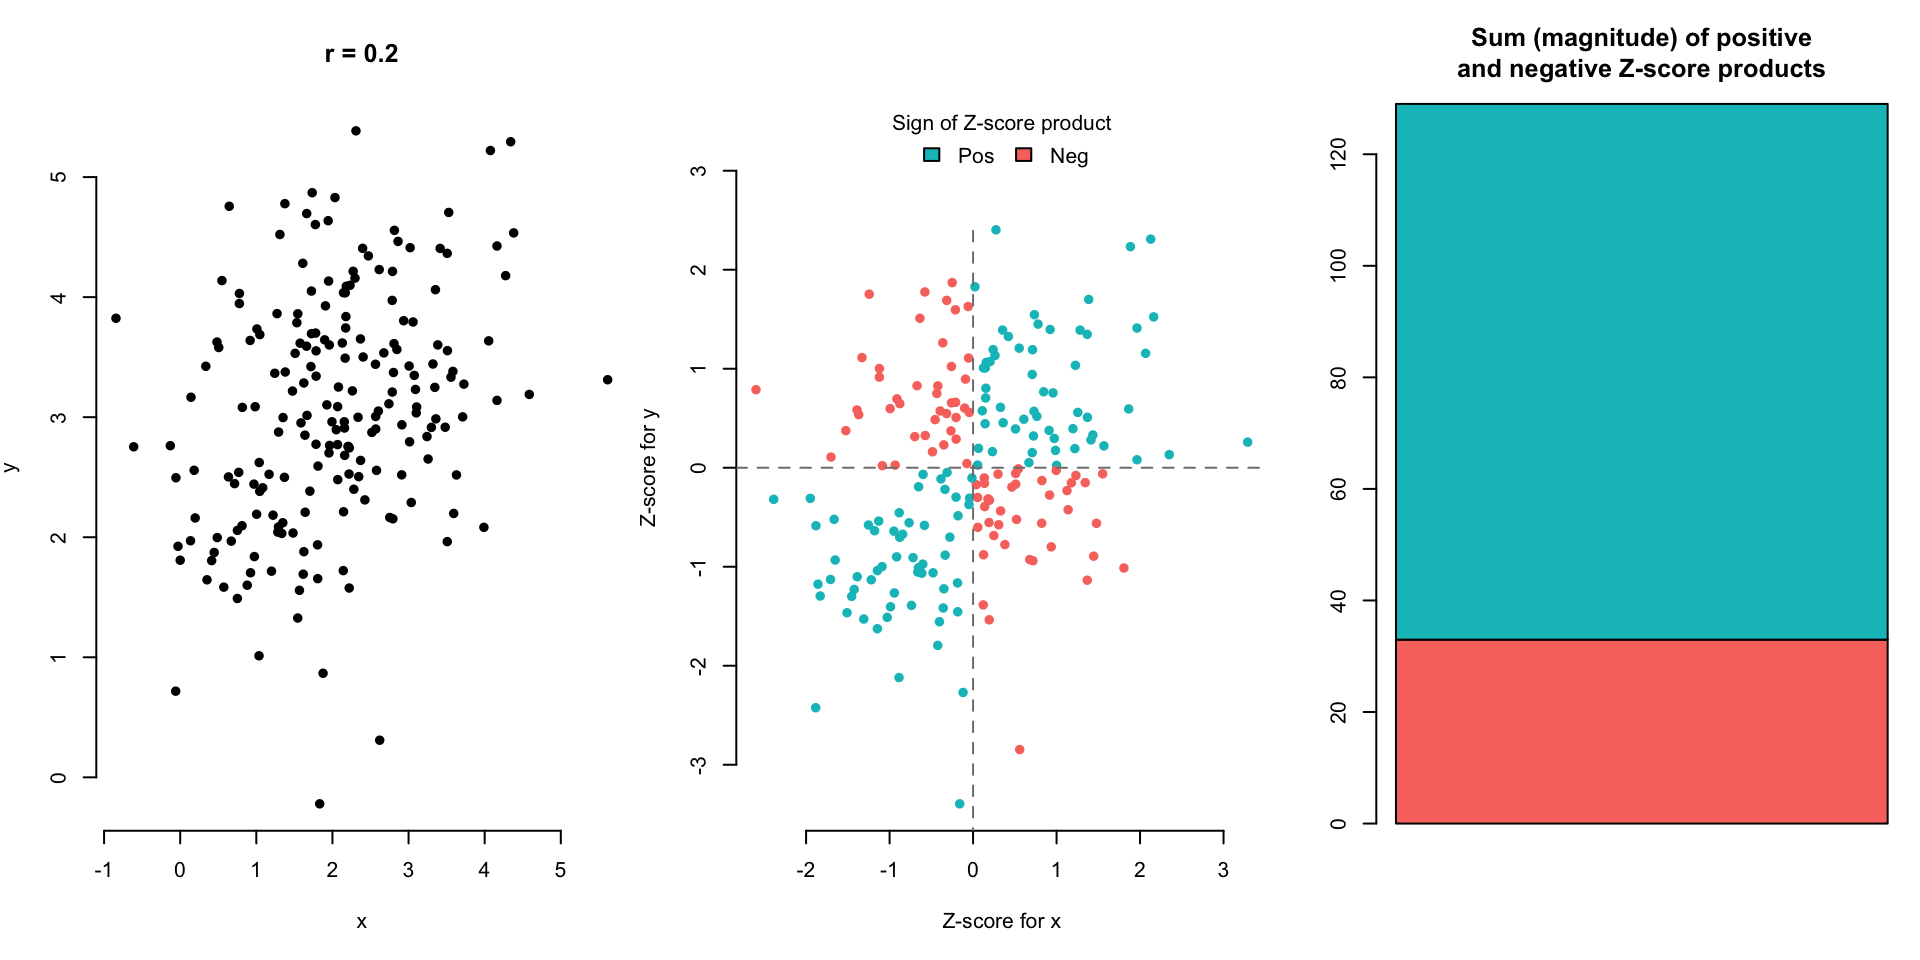 r = 0.2
y
5
4
3
2
1
0
-1 0 1 2 3 4 5
x
Sign of Z-score product
Pos Neg
Z-score for y
3
2
1
0
-1
-2
-3
-2 -1 0 1 2 3
Z-score for x
Sum (magnitude) of positive
and negative Z-score products
120
100
80
60
40
20
0